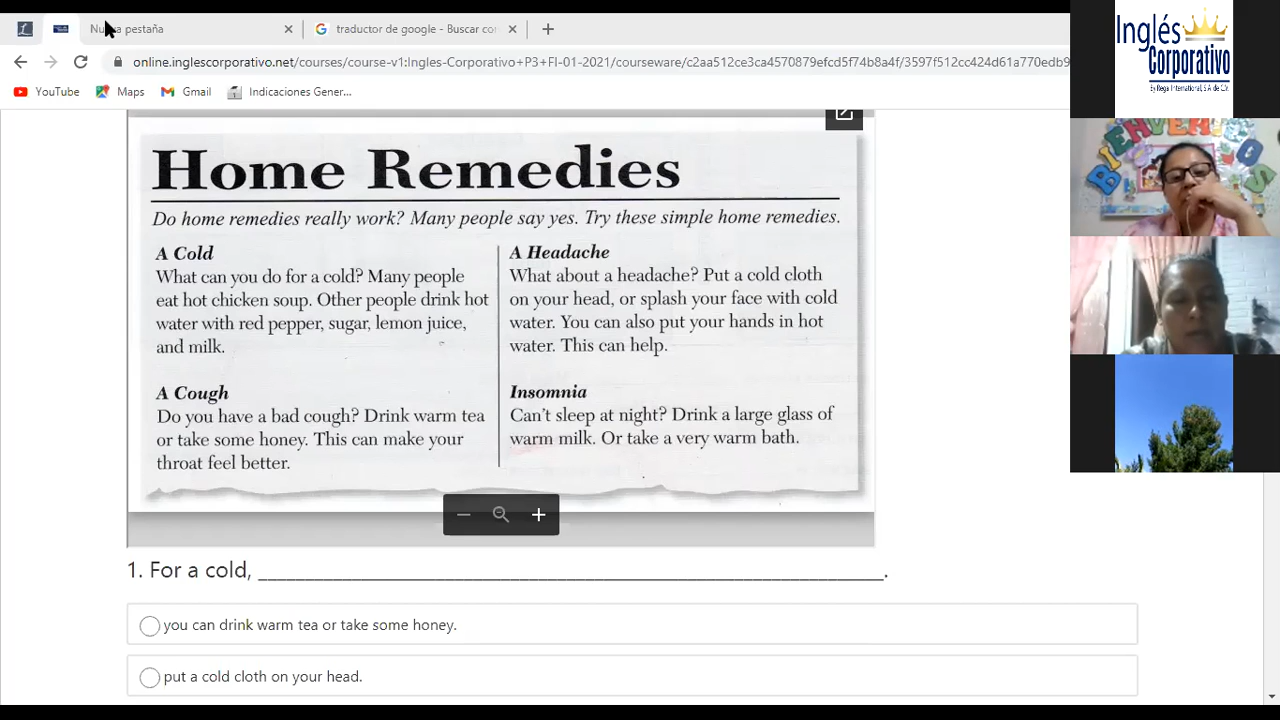 Nu a pestaña
traductor de google - Buscar co
online.inglescorporativo.net/courses/course-v1:Ingles-Corporativo+P3+FI-01-2021/courseware/c2aa512ce3ca4570879efcd5f74b8a4f/3597f512cc424d61a770edb9
YouTube
Maps
Gmail
Indicaciones Gener...
Inglés
Corporativo
By Rega International, S.A. de C.V.
BIENVENIDOS
Home Remedies
Do home remedies really work? Many people say yes. Try these simple home remedies.
A Cold
What can you do for a cold? Many people
eat hot chicken soup. Other people drink hot
water with red pepper, sugar, lemon juice,
and milk.
A Cough
Do you have a bad cough? Drink warm tea
or take some honey. This can make your
throat feel better.
A Headache
What about a headache? Put a cold cloth
on your head, or splash your face with cold
water. You can also put your hands in hot
water. This can help.
Insomnia
Can't sleep at night? Drink a large glass of
warm milk. Or take a very warm bath.
1. For a cold, ______________________________________________________________.
you can drink warm tea or take some honey.
put a cold cloth on your head.